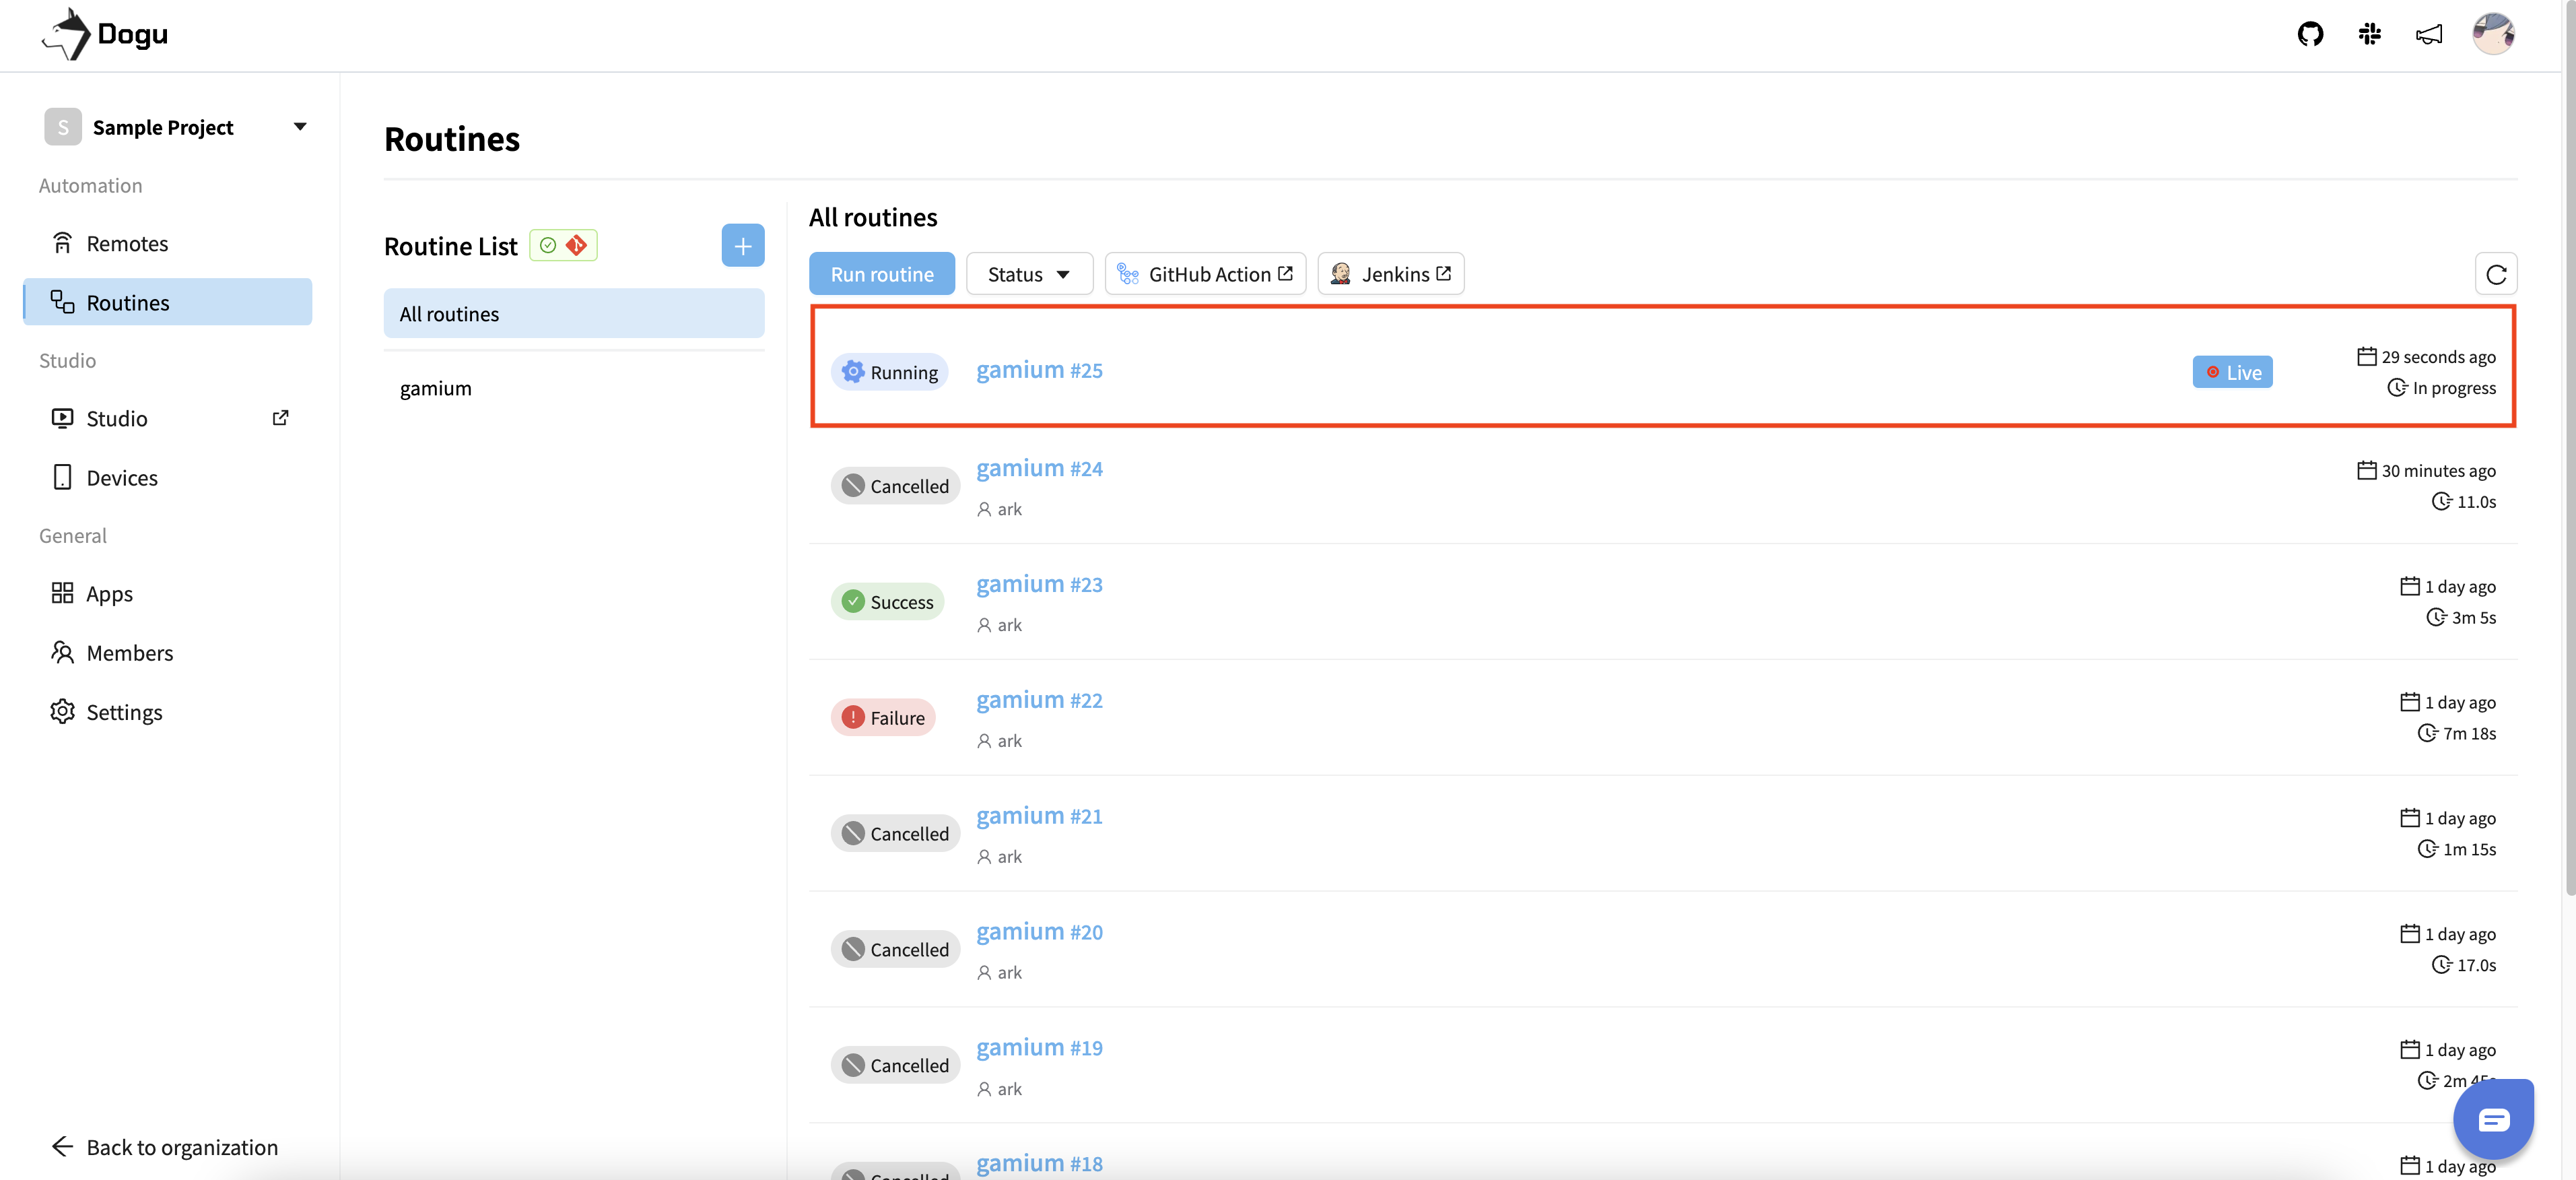 Dogu
S Sample Project
Automation
Remotes
Routines
Studio
Studio
Devices
General
Apps
Members
Settings
Back to organization
Routines
Routine List
All routines
gamium
All routines
Run routine Status GitHub Action Jenkins
Running gamium #25 Live 29 seconds ago
In progress
Cancelled gamium #24 30 minutes ago
ark 11.0s
Success gamium #23 1 day ago
ark 3m 5s
Failure gamium #22 1 day ago
ark 7m 18s
Cancelled gamium #21 1 day ago
ark 1m 15s
Cancelled gamium #20 1 day ago
ark 17.0s
Cancelled gamium #19 1 day ago
ark 2m
Cancelled gamium #18 1 day ago